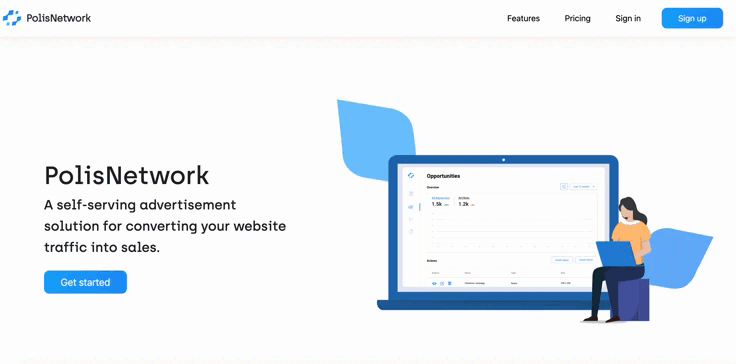 PolisNetwork
Features
Pricing
Sign in
Sign up
PolisNetwork
A self-serving advertisement
solution for converting your website
traffic into sales.
Get started
Opportunities
Overview
1.5k
1.2k
Actions